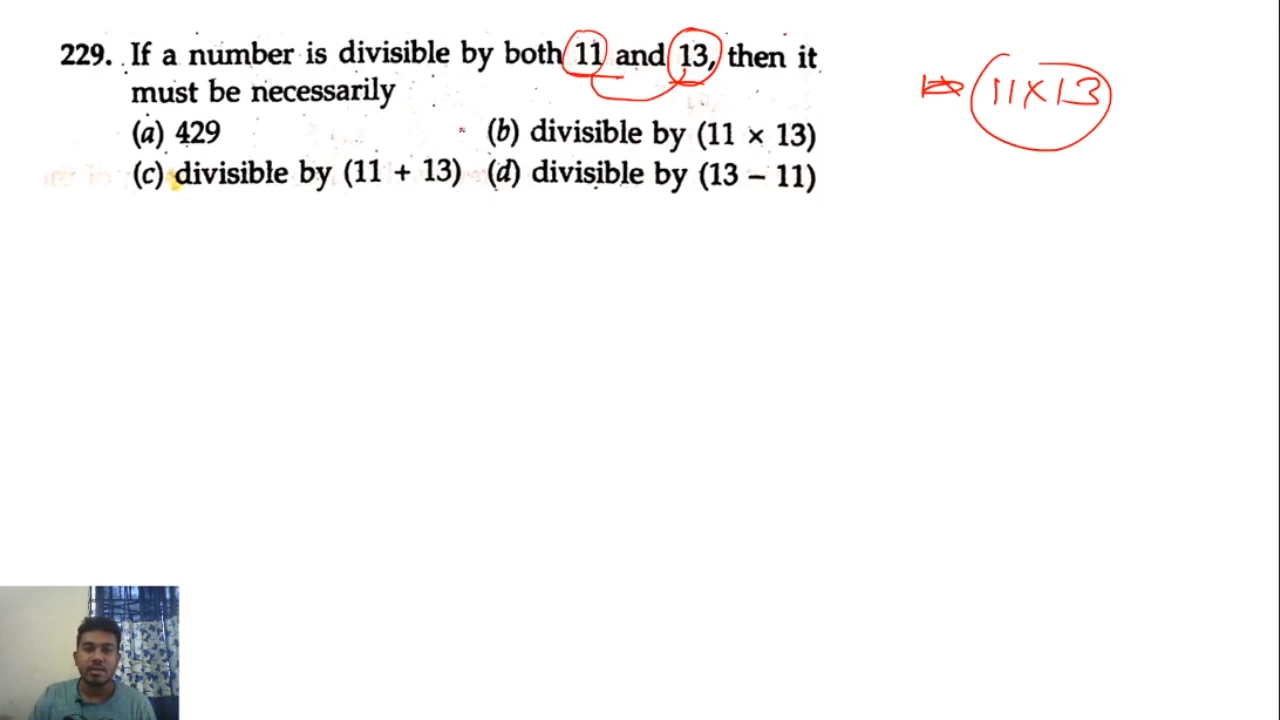 229. If a number is divisible by both 11 and 13, then it
must be necessarily
(a) 429 (b) divisible by (11 × 13)
(c) divisible by (11 + 13) (d) divisible by (13 – 11)
11×13